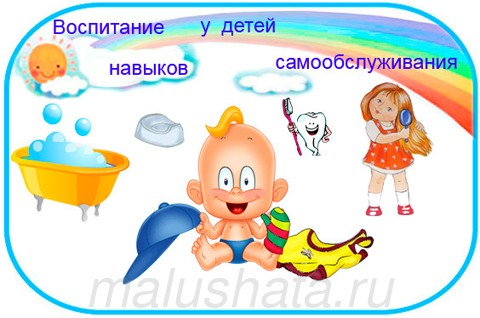 Воспитание у детей
навыков самообслуживания
malushata.ru